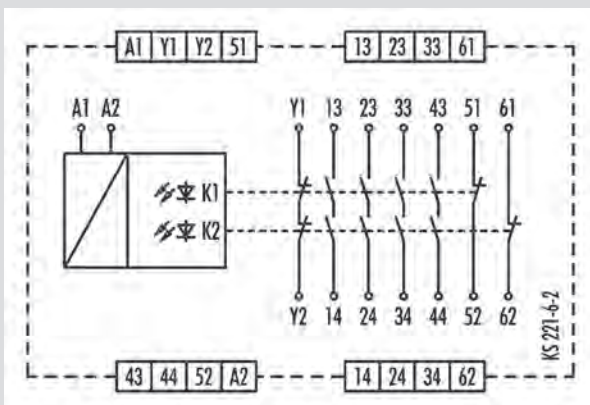 A1 Y1 Y2 51 13 23 33 61
A1 A2 Y1 13 23 33 43 51 61
K1
K2
Y2 14 24 34 44 52 62
KS 221-6-2
43 44 52 A2 14 24 34 62